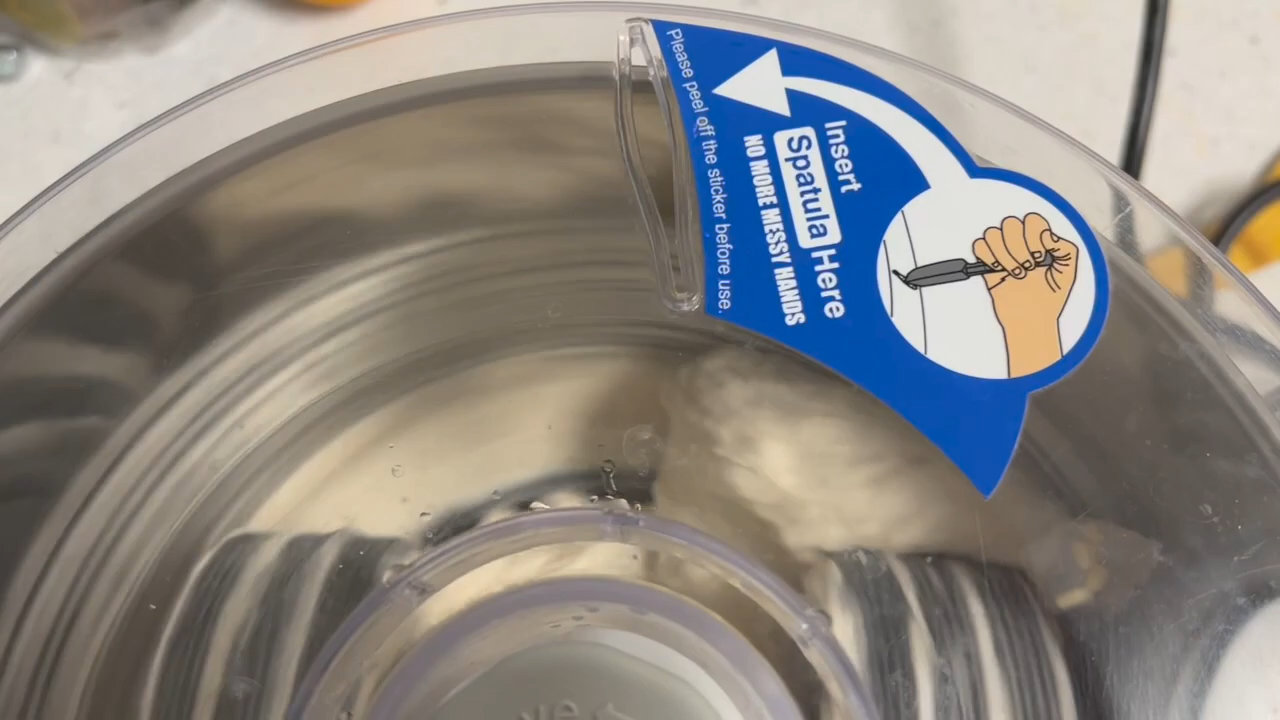 Please peel off the sticker before use.
Insert
Spatula Here
NO MORE MESSY HANDS